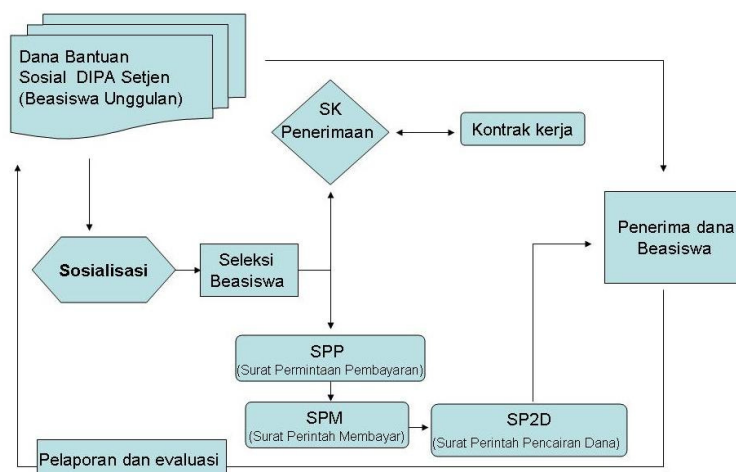 Dana Bantuan
Sosial DIPA Setjen
(Beasiswa Unggulan)
SK
Penerimaan
Kontrak kerja
Penerima dana
Beasiswa
Sosialisasi
Seleksi
Beasiswa
SPP
(Surat Permintaan Pembayaran)
SPM
(Surat Perintah Membayar)
SP2D
(Surat Perintah Pencairan Dana)
Pelaporan dan evaluasi